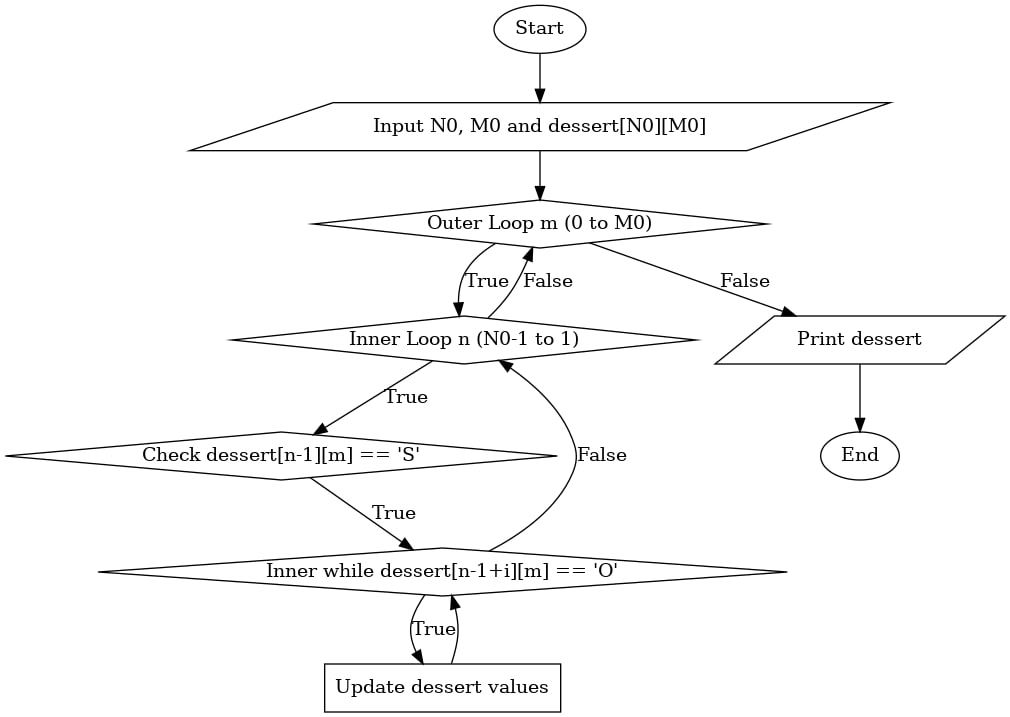 Start
Input N0, M0 and dessert[N0][M0]
Outer Loop m (0 to M0)
True
False
False
Inner Loop n (N0-1 to 1)
Print dessert
True
Check dessert[n-1][m] == 'S'
False
End
True
Inner while dessert[n-1+i][m] == 'O'
True
Update dessert values